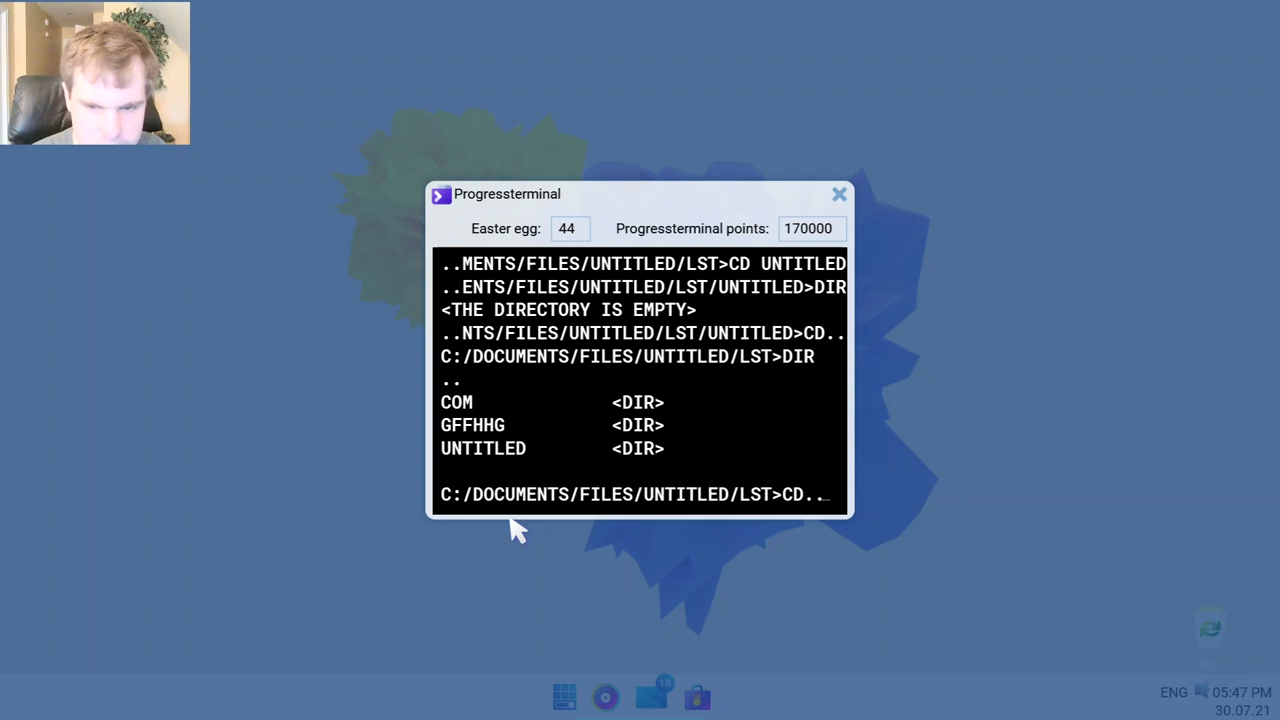 Progressterminal
Easter egg: 44 Progressterminal points: 170000
..MENTS/FILES/UNTITLED/LST>CD UNTITLED
..ENTS/FILES/UNTITLED/LST/UNTITLED>DIR
<THE DIRECTORY IS EMPTY>
..NTS/FILES/UNTITLED/LST/UNTITLED>CD..
C:/DOCUMENTS/FILES/UNTITLED/LST>DIR
..
COM <DIR>
GFFHHG <DIR>
UNTITLED <DIR>
C:/DOCUMENTS/FILES/UNTITLED/LST>CD.._
Bin
18
ENG 05:47 PM
30.07.21